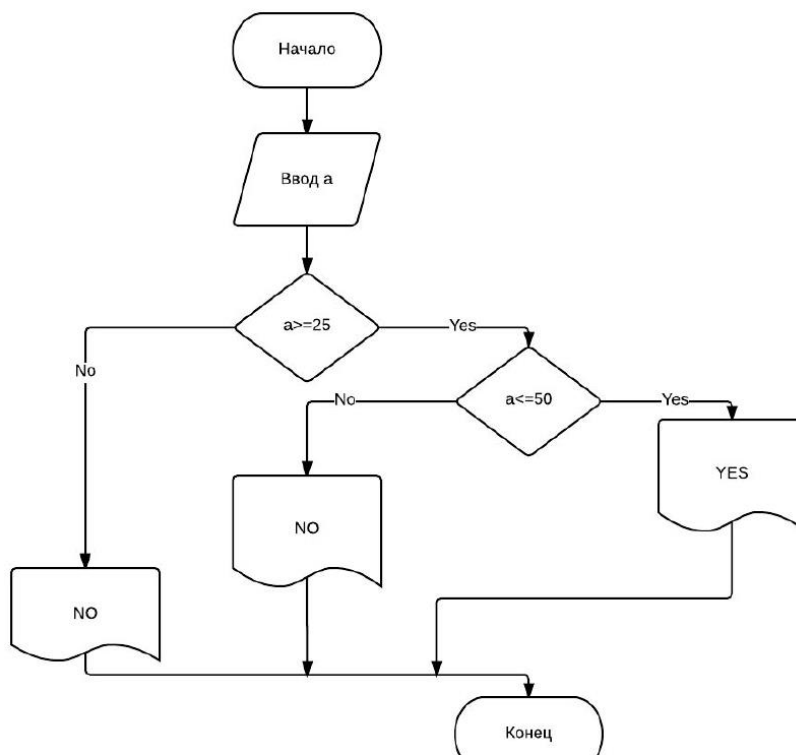 Начало
Ввод a
a>=25
Yes
No
a<=50
No
Yes
YES
NO
NO
Конец